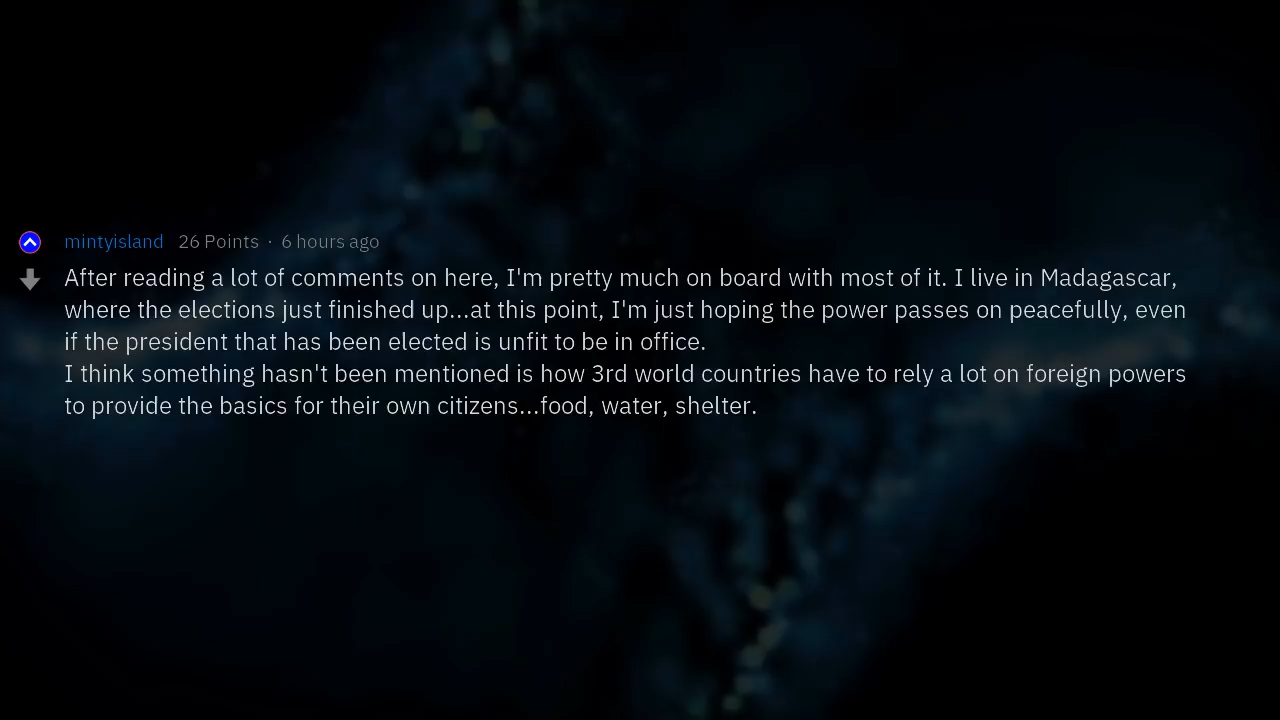 mintyisland 26 Points · 6 hours ago
After reading a lot of comments on here, I'm pretty much on board with most of it. I live in Madagascar,
where the elections just finished up...at this point, I'm just hoping the power passes on peacefully, even
if the president that has been elected is unfit to be in office.
I think something hasn't been mentioned is how 3rd world countries have to rely a lot on foreign powers
to provide the basics for their own citizens...food, water, shelter.